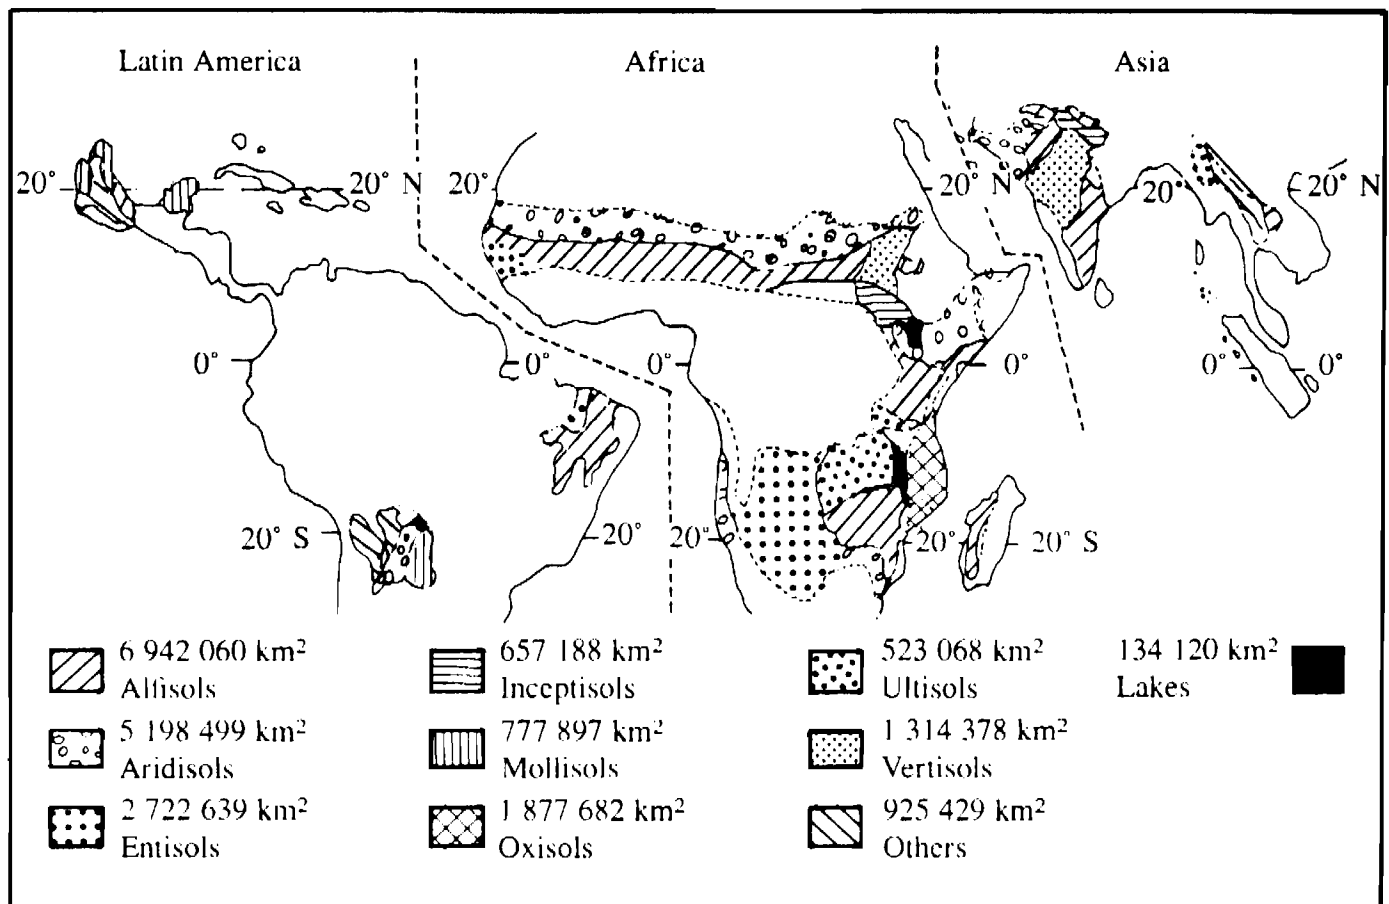 Latin America
Africa
Asia
20°
20° N
20°
20° N
20°
20° N
0°
0°
0°
0°
0°
0°
20° S
20°
20°
20°
20° S
6 942 060 km²
Alfisols
5 198 499 km²
Aridisols
2 722 639 km²
Entisols
657 188 km²
Inceptisols
777 897 km²
Mollisols
1 877 682 km²
Oxisols
523 068 km²
Ultisols
1 314 378 km²
Vertisols
925 429 km²
Others
134 120 km²
Lakes